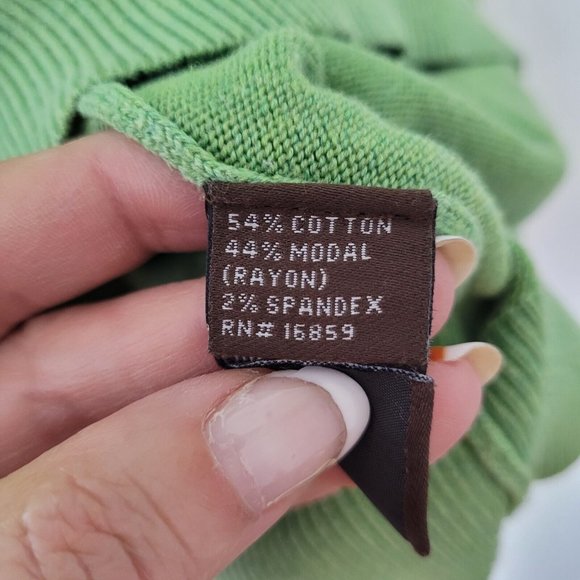 54% COTTON
44% MODAL
(RAYON)
2% SPANDEX
RN# 16859